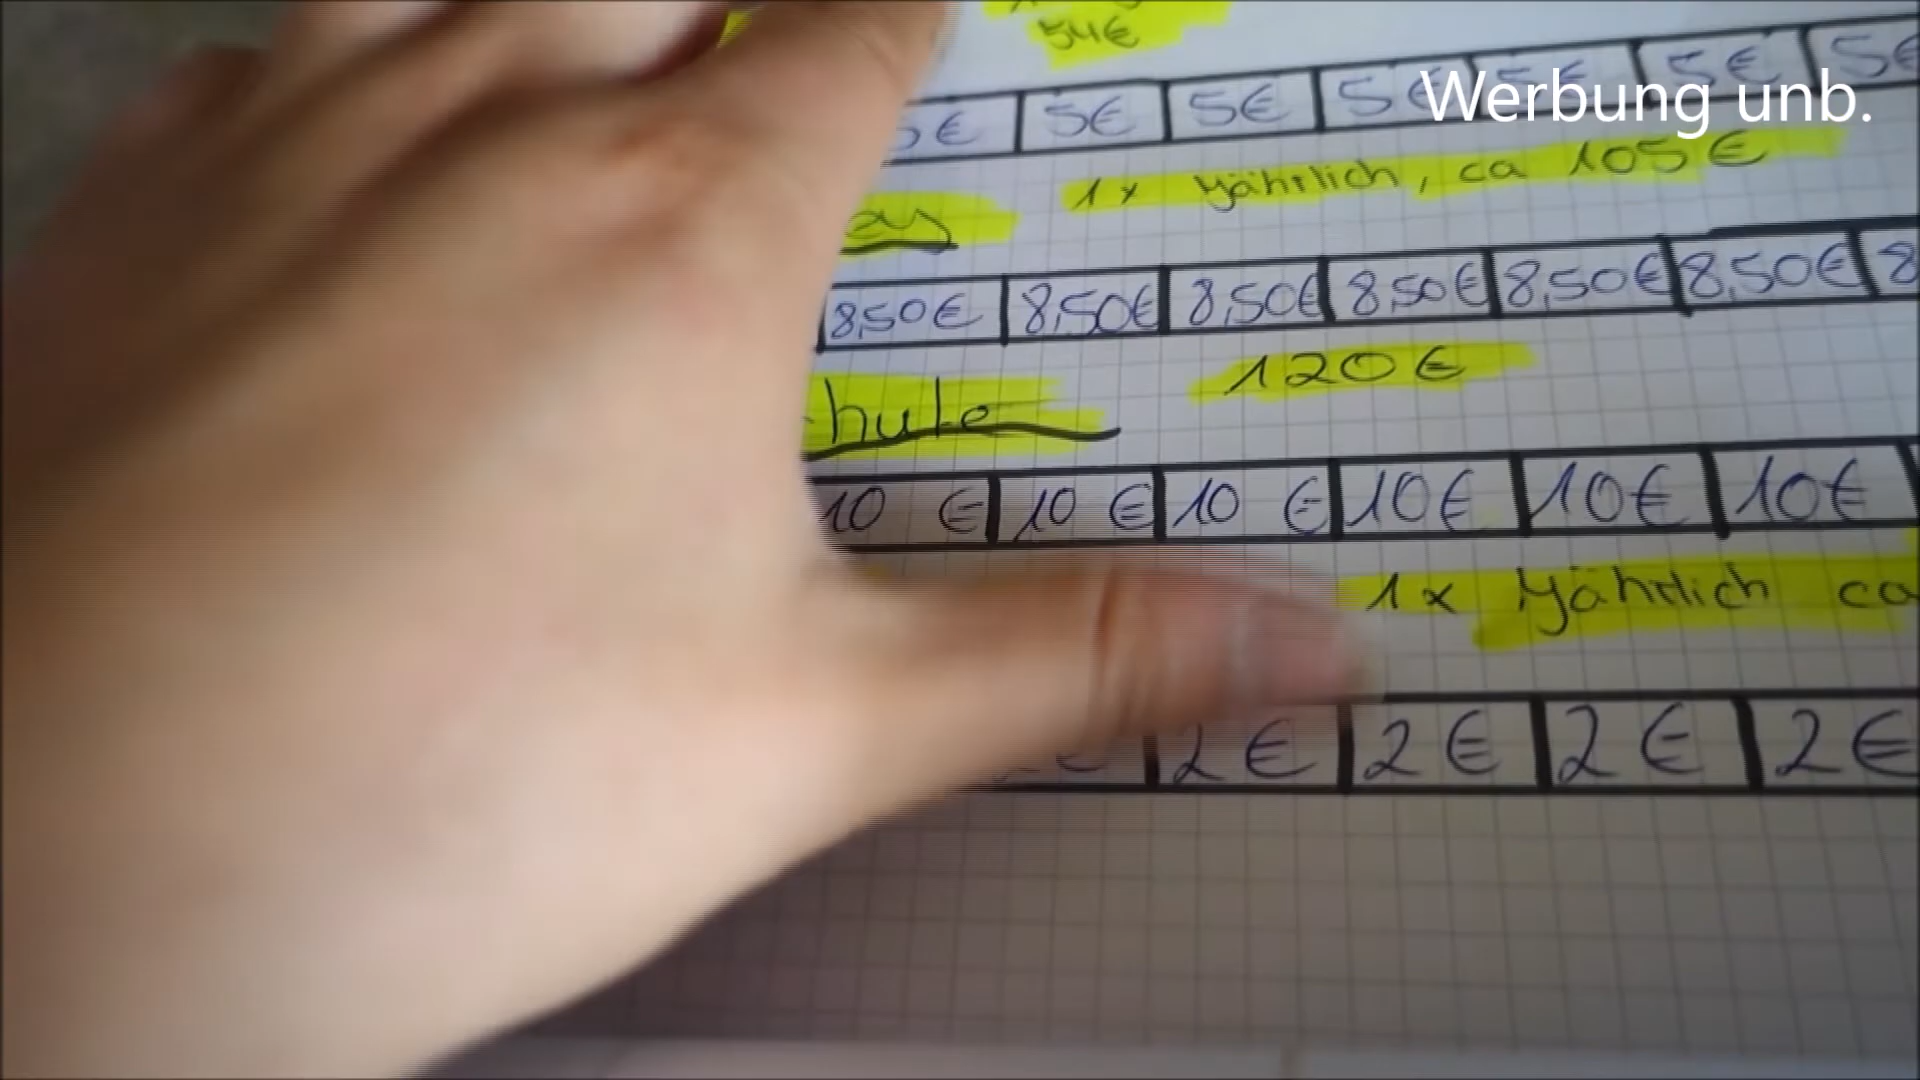 54€
5€ 5€ 5€ 5€ 5€ 5€ 5€
Werbung unb.
1x jährlich, ca 105€
8,50€ 8,50€ 8,50€ 8,50€ 8,50€ 8,50€ 8
120€
hule
10 € 10 € 10 € 10€ 10€ 10€
1x jährlich ca
2€ 2€ 2€ 2€